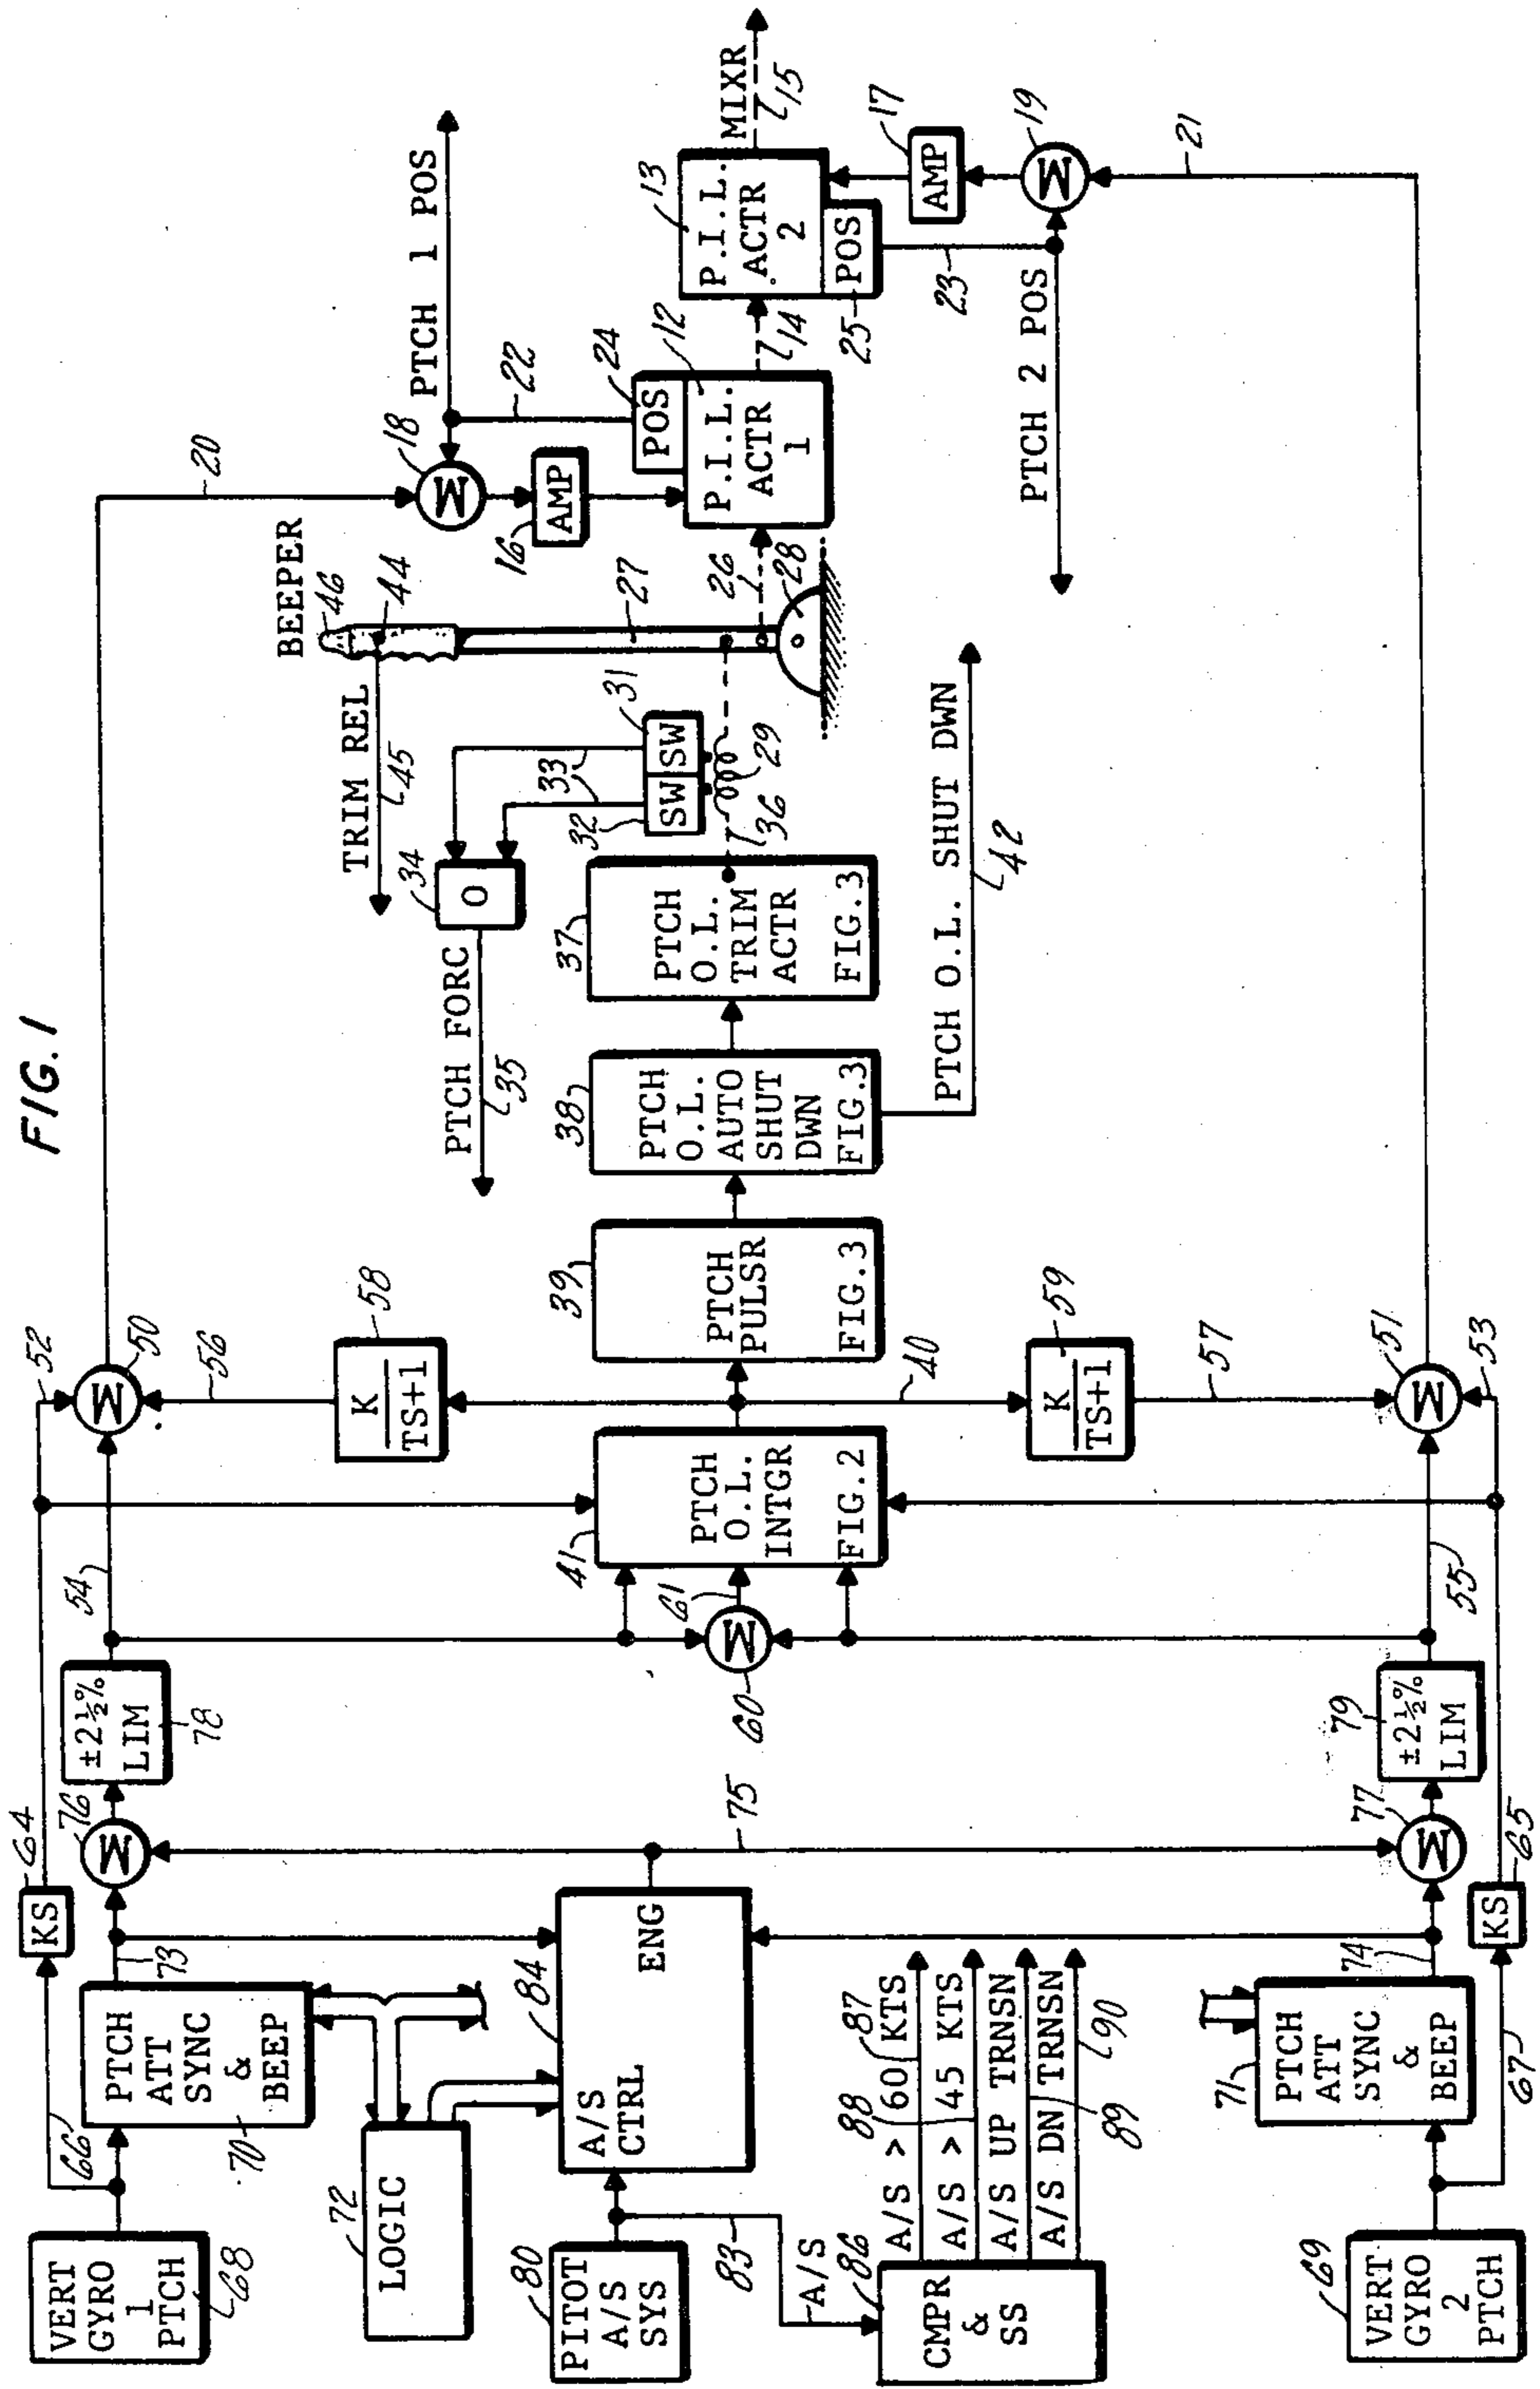 FIG. 1
VERT
GYRO
1
PTCH
68
66
KS
64
PTCH
ATT
SYNC
&
BEEP
70
73
M
76
±2½%
LIM
78
54
52
M
50
56
K
TS+1
58
20
LOGIC
72
PITOT
A/S
SYS
80
83
A/S
A/S
CTRL
ENG
84
75
CMPR
&
SS
86
A/S > 60 KTS
87
A/S > 45 KTS
88
A/S UP TRNSN
89
A/S DN TRNSN
90
VERT
GYRO
2
PTCH
69
67
KS
65
PTCH
ATT
SYNC
&
BEEP
71
74
M
77
±2½%
LIM
79
55
53
M
51
57
K
TS+1
59
M
60
61
PTCH
O.L.
INTGR
FIG.2
41
40
PTCH
PULSR
FIG.3
39
PTCH
O.L.
AUTO
SHUT
DWN
FIG.3
38
PTCH O.L. SHUT DWN
42
PTCH
O.L.
TRIM
ACTR
FIG.3
37
36
29
SW
SW
32
31
33
O
34
PTCH FORC
35
TRIM REL
45
BEEPER
46
44
27
26
28
M
18
AMP
16
P.I.L.
ACTR
1
12
POS
24
22
PTCH 1 POS
14
P.I.L.
ACTR
2
13
POS
25
MIXR
15
AMP
17
M
19
21
23
PTCH 2 POS